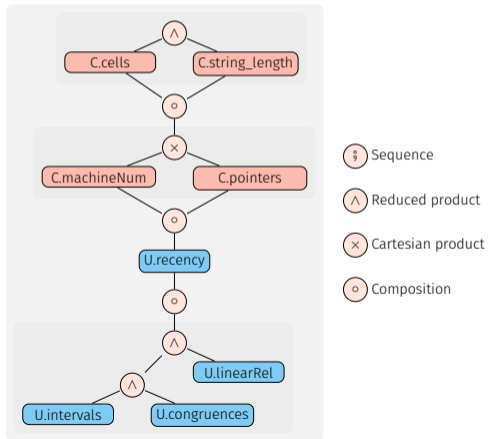 ∧
C.cells
C.string_length
∘
×
C.machineNum
C.pointers
∘
U.recency
∘
∧
U.linearRel
∧
U.intervals
U.congruences
⨟ Sequence
∧ Reduced product
× Cartesian product
∘ Composition